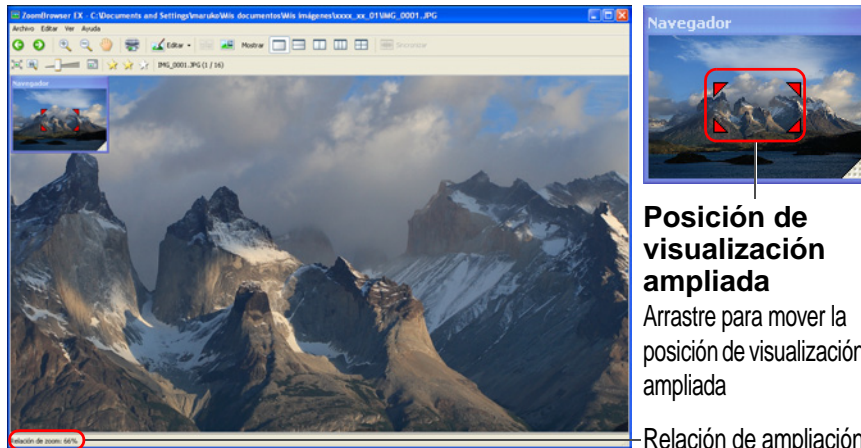 ZoomBrowser EX - C:\Documents and Settings\maruko\Mis documentos\Mis imágenes\xxxx_xx_01\IMG_0001.JPG
Archivo Editar Ver Ayuda
Editar Mostrar Sincronizar
IMG_0001.JPG (1 / 16)
Navegador
Relación de zoom: 66%
Navegador
Posición de
visualización
ampliada
Arrastre para mover la
posición de visualización
ampliada
Relación de ampliación